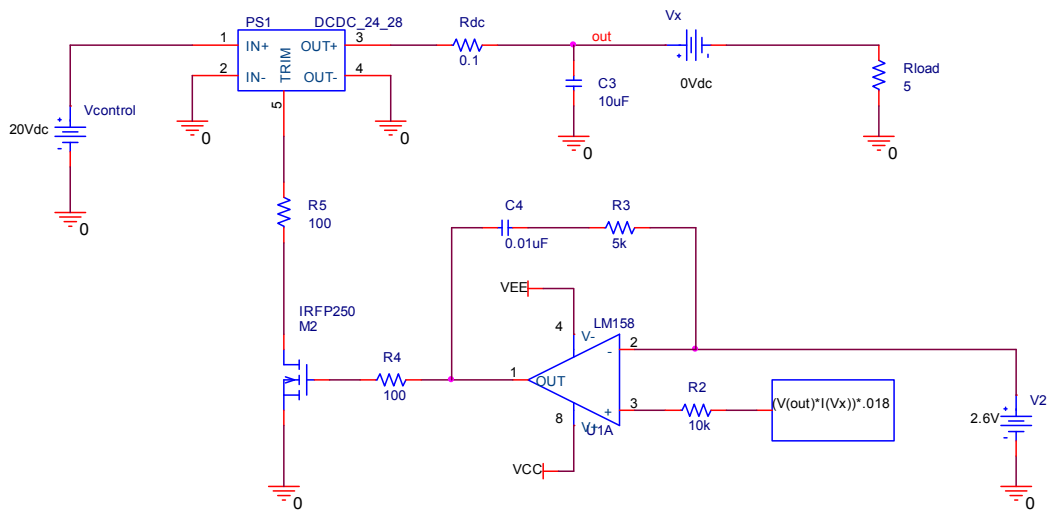 PS1 DCDC_24_28
1 IN+ OUT+ 3
2 IN- OUT- 4
TRIM
5
Rdc
0.1
out
Vx
0Vdc
C3
10uF
0
Rload
5
0
0
0
Vcontrol
20Vdc
0
R5
100
C4
0.01uF
R3
5k
VEE
4
V-
LM158
2
-
IRFP250
M2
R4
100
1
OUT
3
+
8
V+
U1A
R2
10k
(V(out)*I(Vx))*.018
V2
2.6V
VCC
0
0